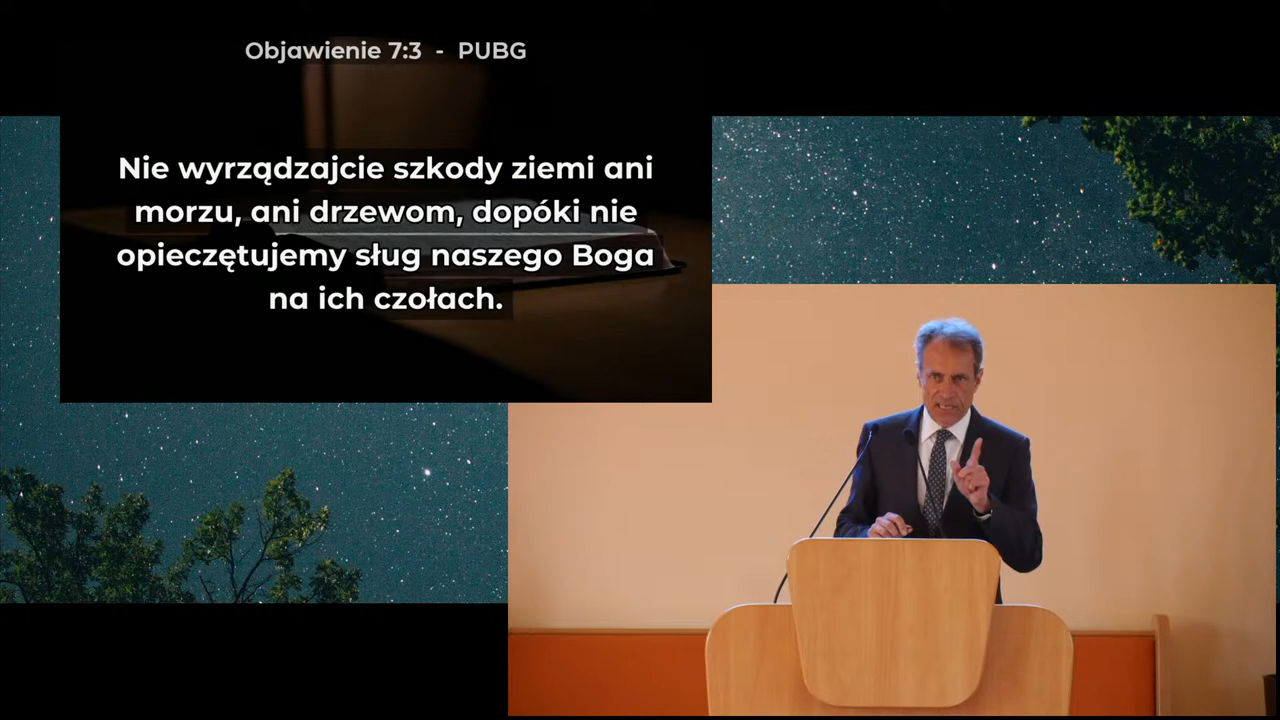 Objawienie 7:3 - PUBG
Nie wyrządzajcie szkody ziemi ani
morzu, ani drzewom, dopóki nie
opieczętujemy sług naszego Boga
na ich czołach.